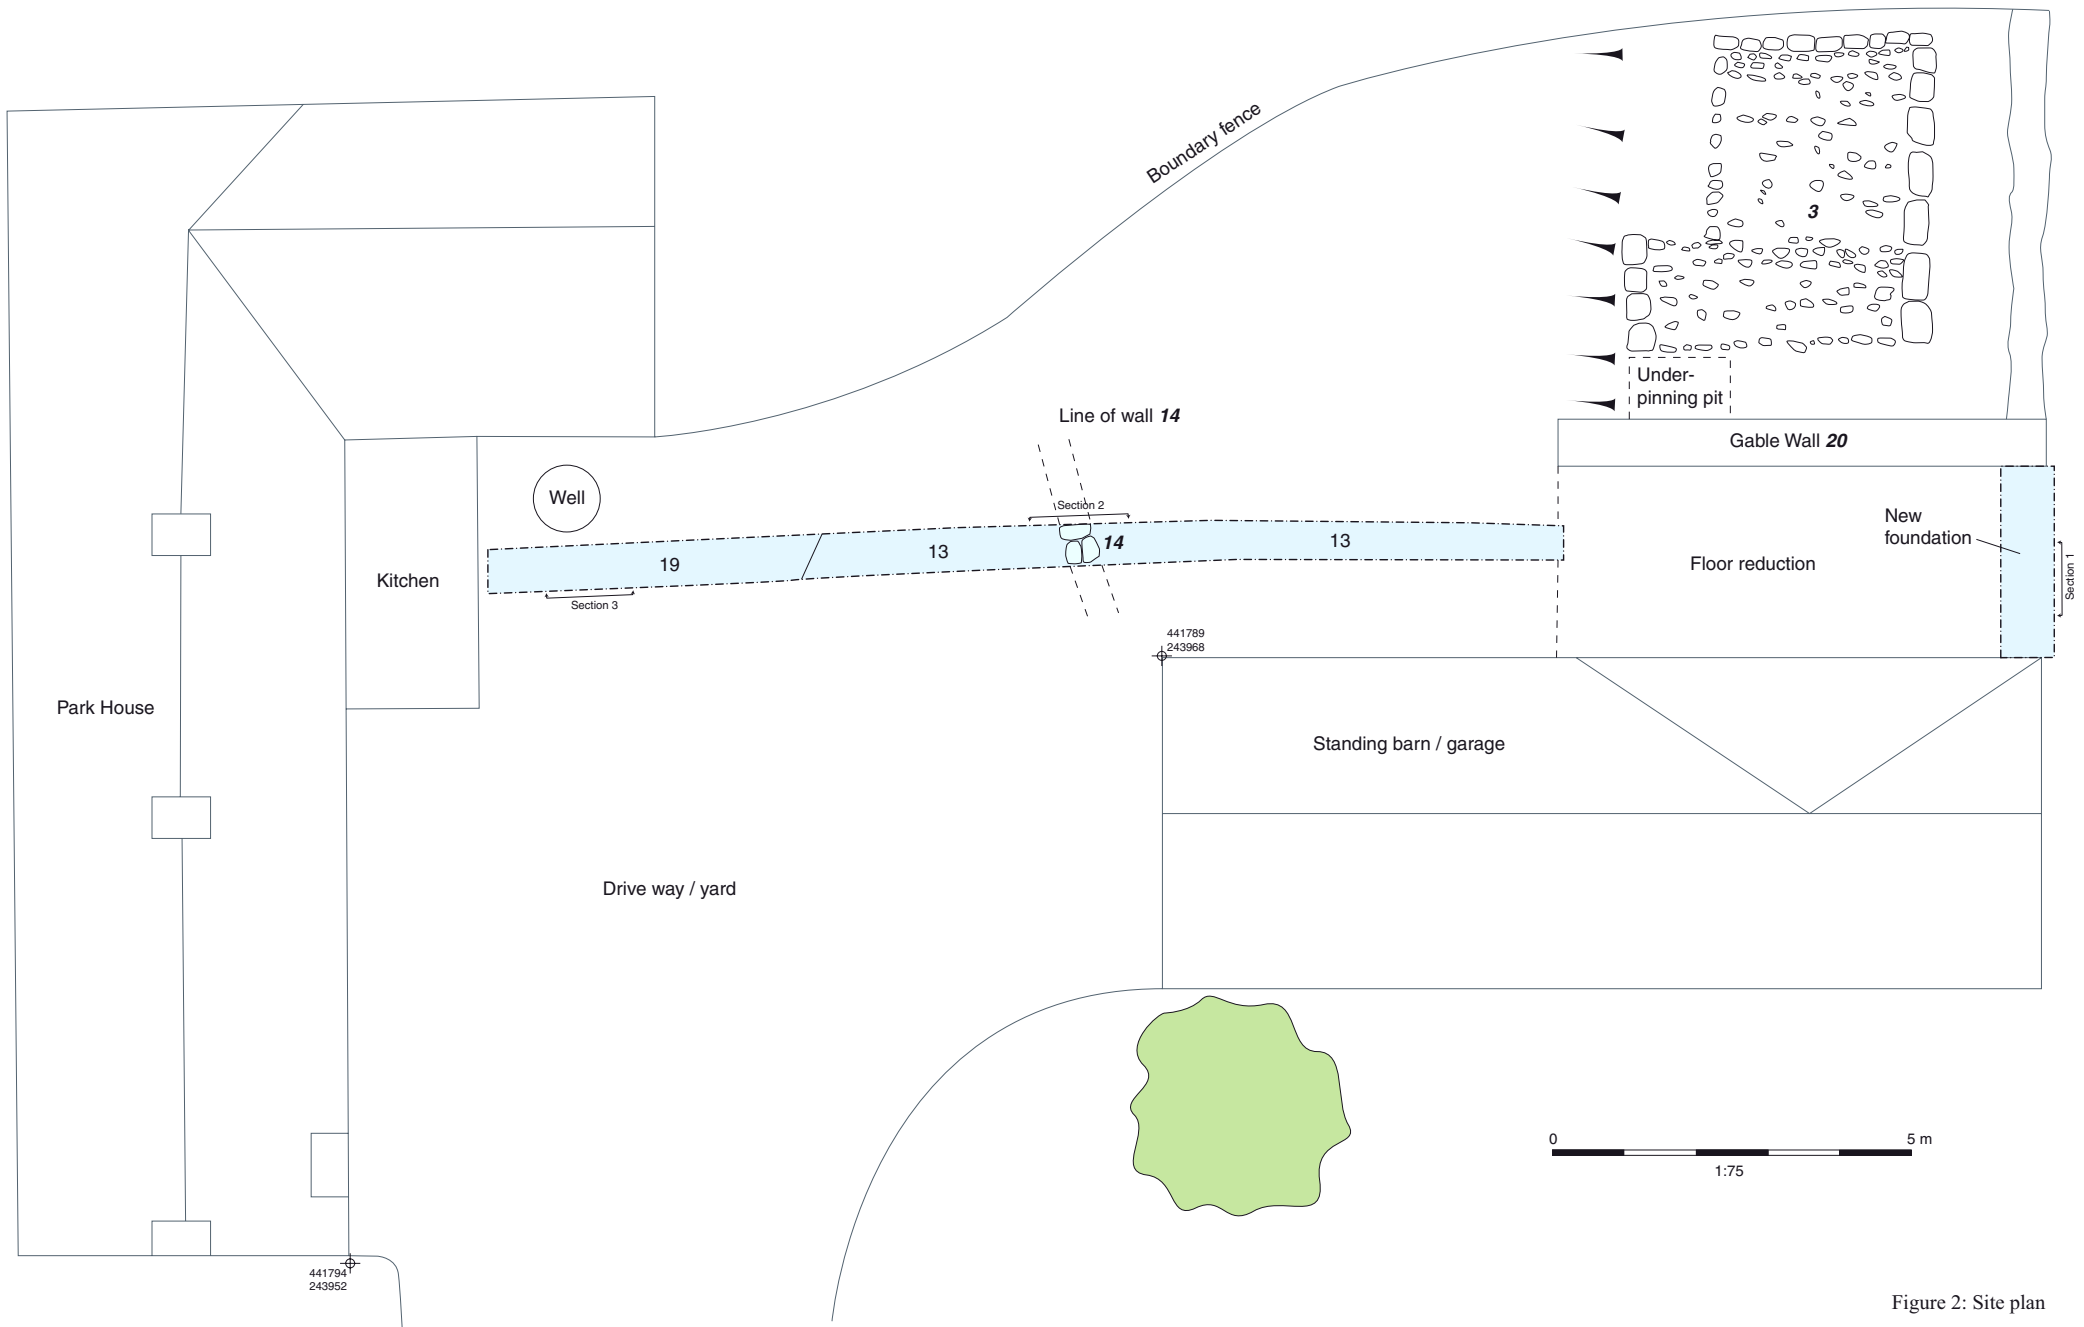 Boundary fence
3
Under-
pinning pit
Line of wall 14
Gable Wall 20
Well
Section 2
New
foundation
14
13
13
19
Floor reduction
Kitchen
Section 3
Section 1
441789
243968
Park House
Standing barn / garage
Drive way / yard
0 5 m
1:75
441794
243952
Figure 2: Site plan